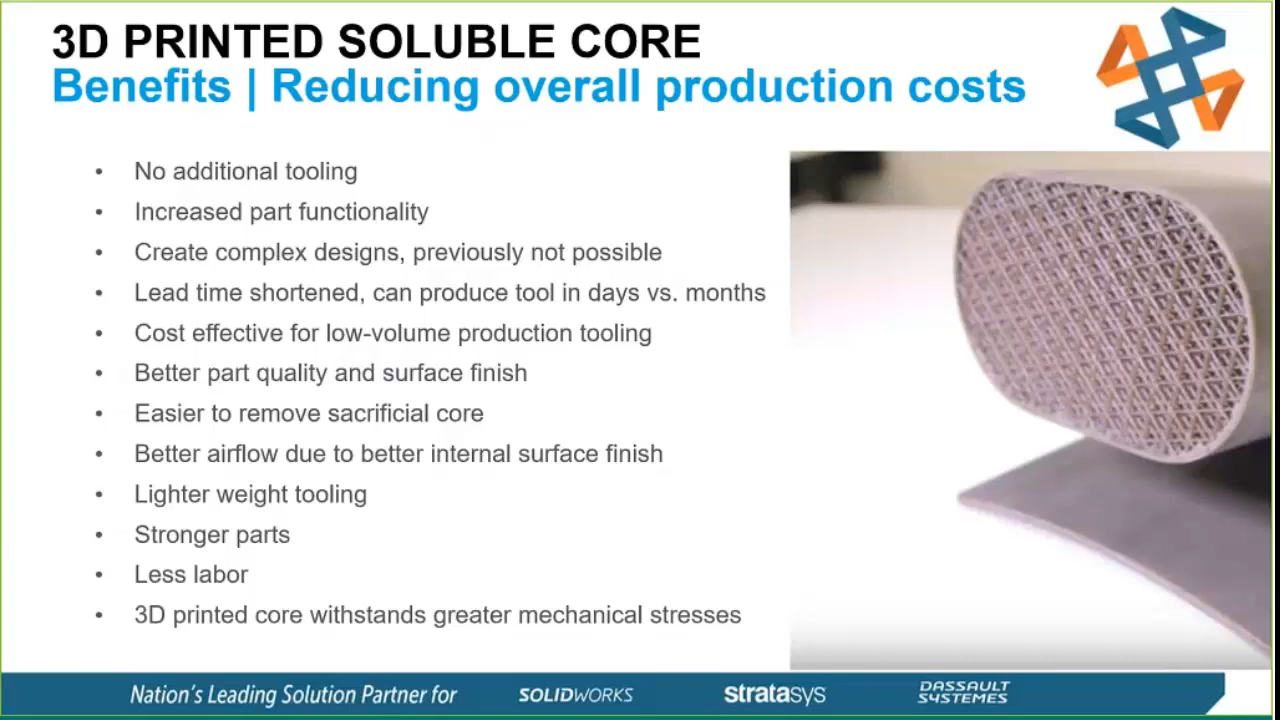 3D PRINTED SOLUBLE CORE
Benefits | Reducing overall production costs
• No additional tooling
• Increased part functionality
• Create complex designs, previously not possible
• Lead time shortened, can produce tool in days vs. months
• Cost effective for low-volume production tooling
• Better part quality and surface finish
• Easier to remove sacrificial core
• Better airflow due to better internal surface finish
• Lighter weight tooling
• Stronger parts
• Less labor
• 3D printed core withstands greater mechanical stresses
Nation's Leading Solution Partner for SOLIDWORKS stratasys DASSAULT SYSTEMES